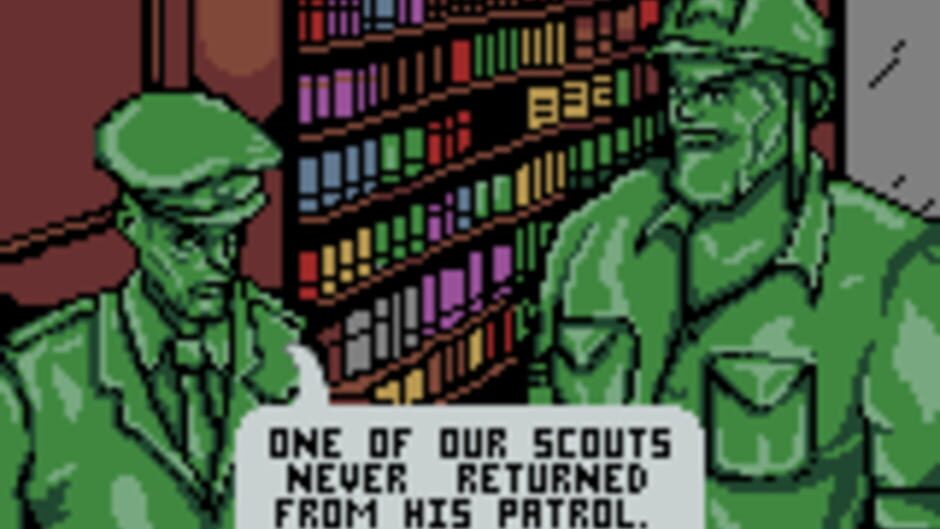 ONE OF OUR SCOUTS
NEVER RETURNED
FROM HIS PATROL.